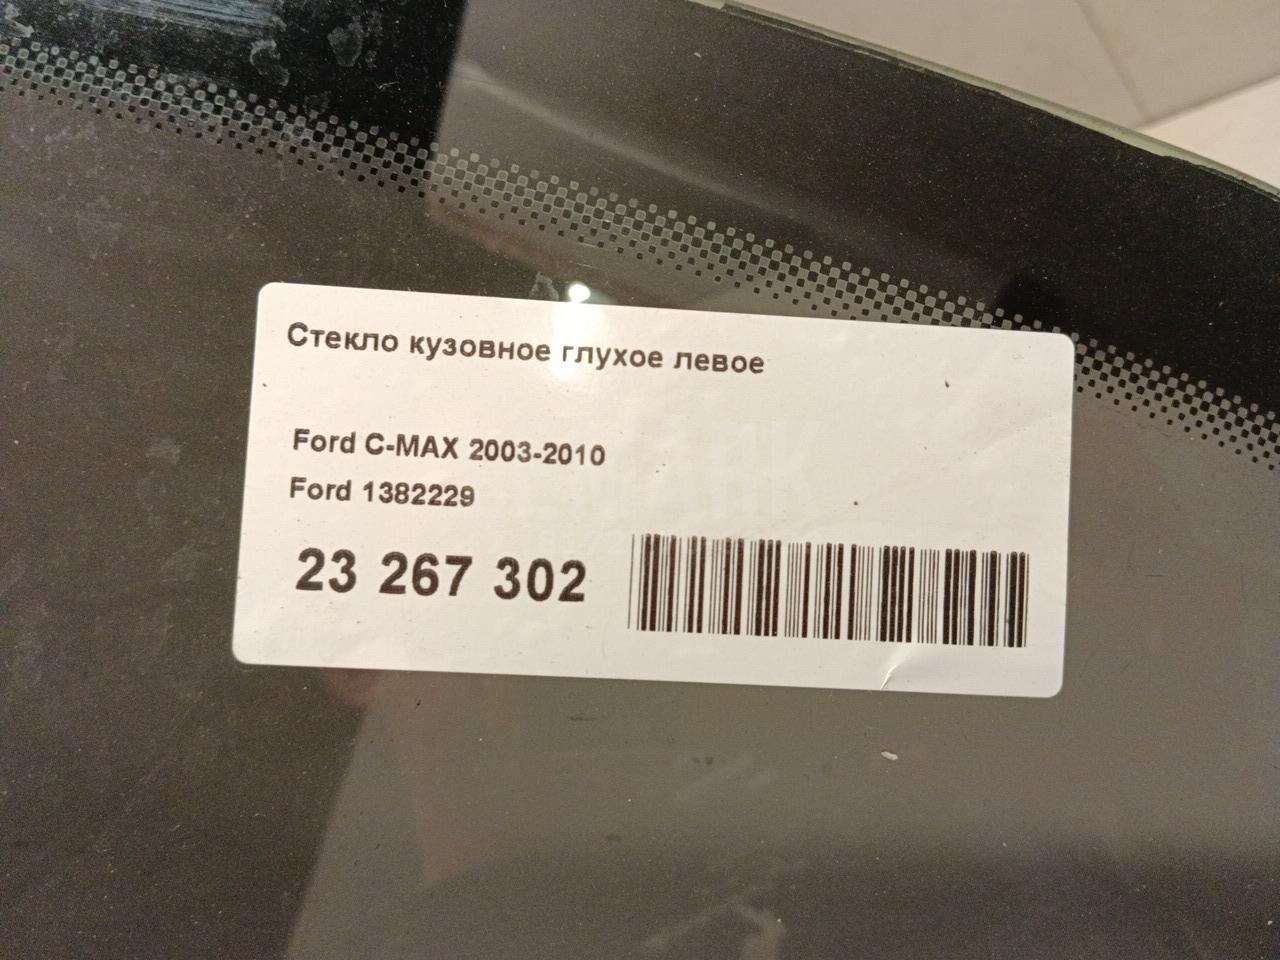 Стекло кузовное глухое левое
Ford C-MAX 2003-2010
Ford 1382229
23 267 302